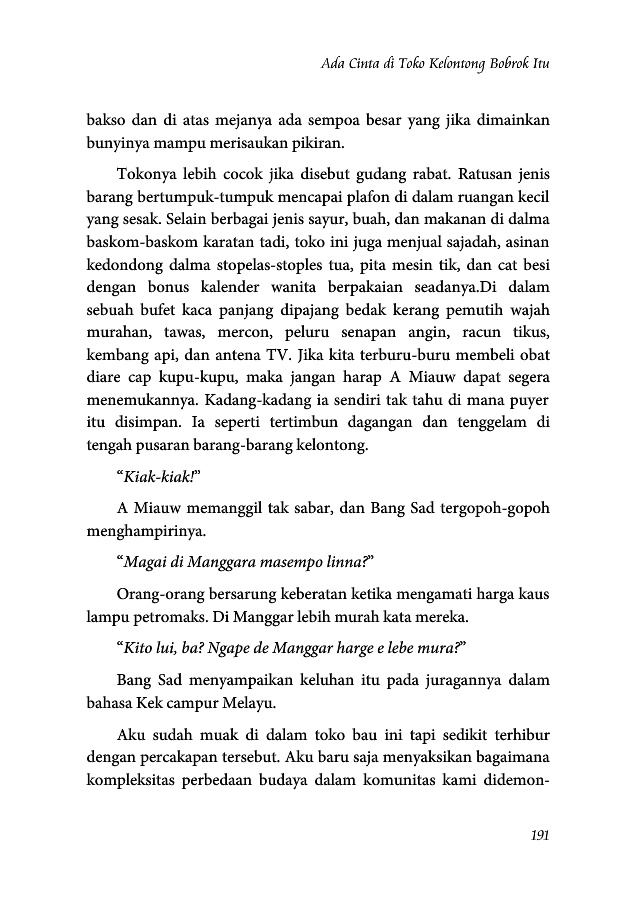 Ada Cinta di Toko Kelontong Bobrok Itu
bakso dan di atas mejanya ada sempoa besar yang jika dimainkan
bunyinya mampu merisaukan pikiran.
Tokonya lebih cocok jika disebut gudang rabat. Ratusan jenis
barang bertumpuk-tumpuk mencapai plafon di dalam ruangan kecil
yang sesak. Selain berbagai jenis sayur, buah, dan makanan di dalma
baskom-baskom karatan tadi, toko ini juga menjual sajadah, asinan
kedondong dalma stopelas-stoples tua, pita mesin tik, dan cat besi
dengan bonus kalender wanita berpakaian seadanya.Di dalam
sebuah bufet kaca panjang dipajang bedak kerang pemutih wajah
murahan, tawas, mercon, peluru senapan angin, racun tikus,
kembang api, dan antena TV. Jika kita terburu-buru membeli obat
diare cap kupu-kupu, maka jangan harap A Miauw dapat segera
menemukannya. Kadang-kadang ia sendiri tak tahu di mana puyer
itu disimpan. Ia seperti tertimbun dagangan dan tenggelam di
tengah pusaran barang-barang kelontong.
“Kiak-kiak!”
A Miauw memanggil tak sabar, dan Bang Sad tergopoh-gopoh
menghampirinya.
“Magai di Manggara masempo linna?”
Orang-orang bersarung keberatan ketika mengamati harga kaus
lampu petromaks. Di Manggar lebih murah kata mereka.
“Kito lui, ba? Ngape de Manggar harge e lebe mura?”
Bang Sad menyampaikan keluhan itu pada juragannya dalam
bahasa Kek campur Melayu.
Aku sudah muak di dalam toko bau ini tapi sedikit terhibur
dengan percakapan tersebut. Aku baru saja menyaksikan bagaimana
kompleksitas perbedaan budaya dalam komunitas kami didemon-
191